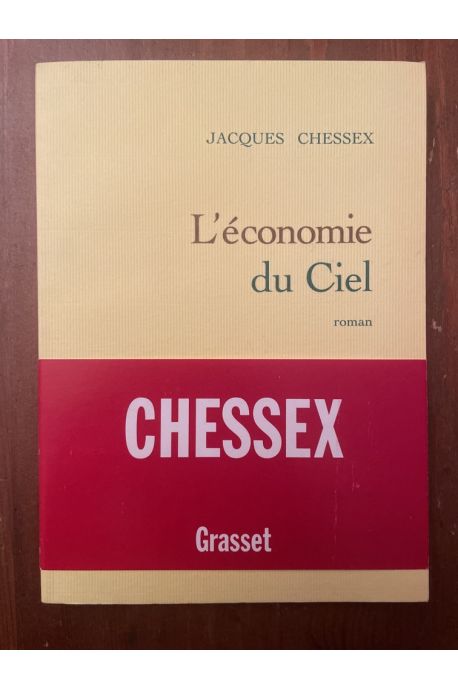 JACQUES CHESSEX
L'économie
du Ciel
roman
CHESSEX
Grasset